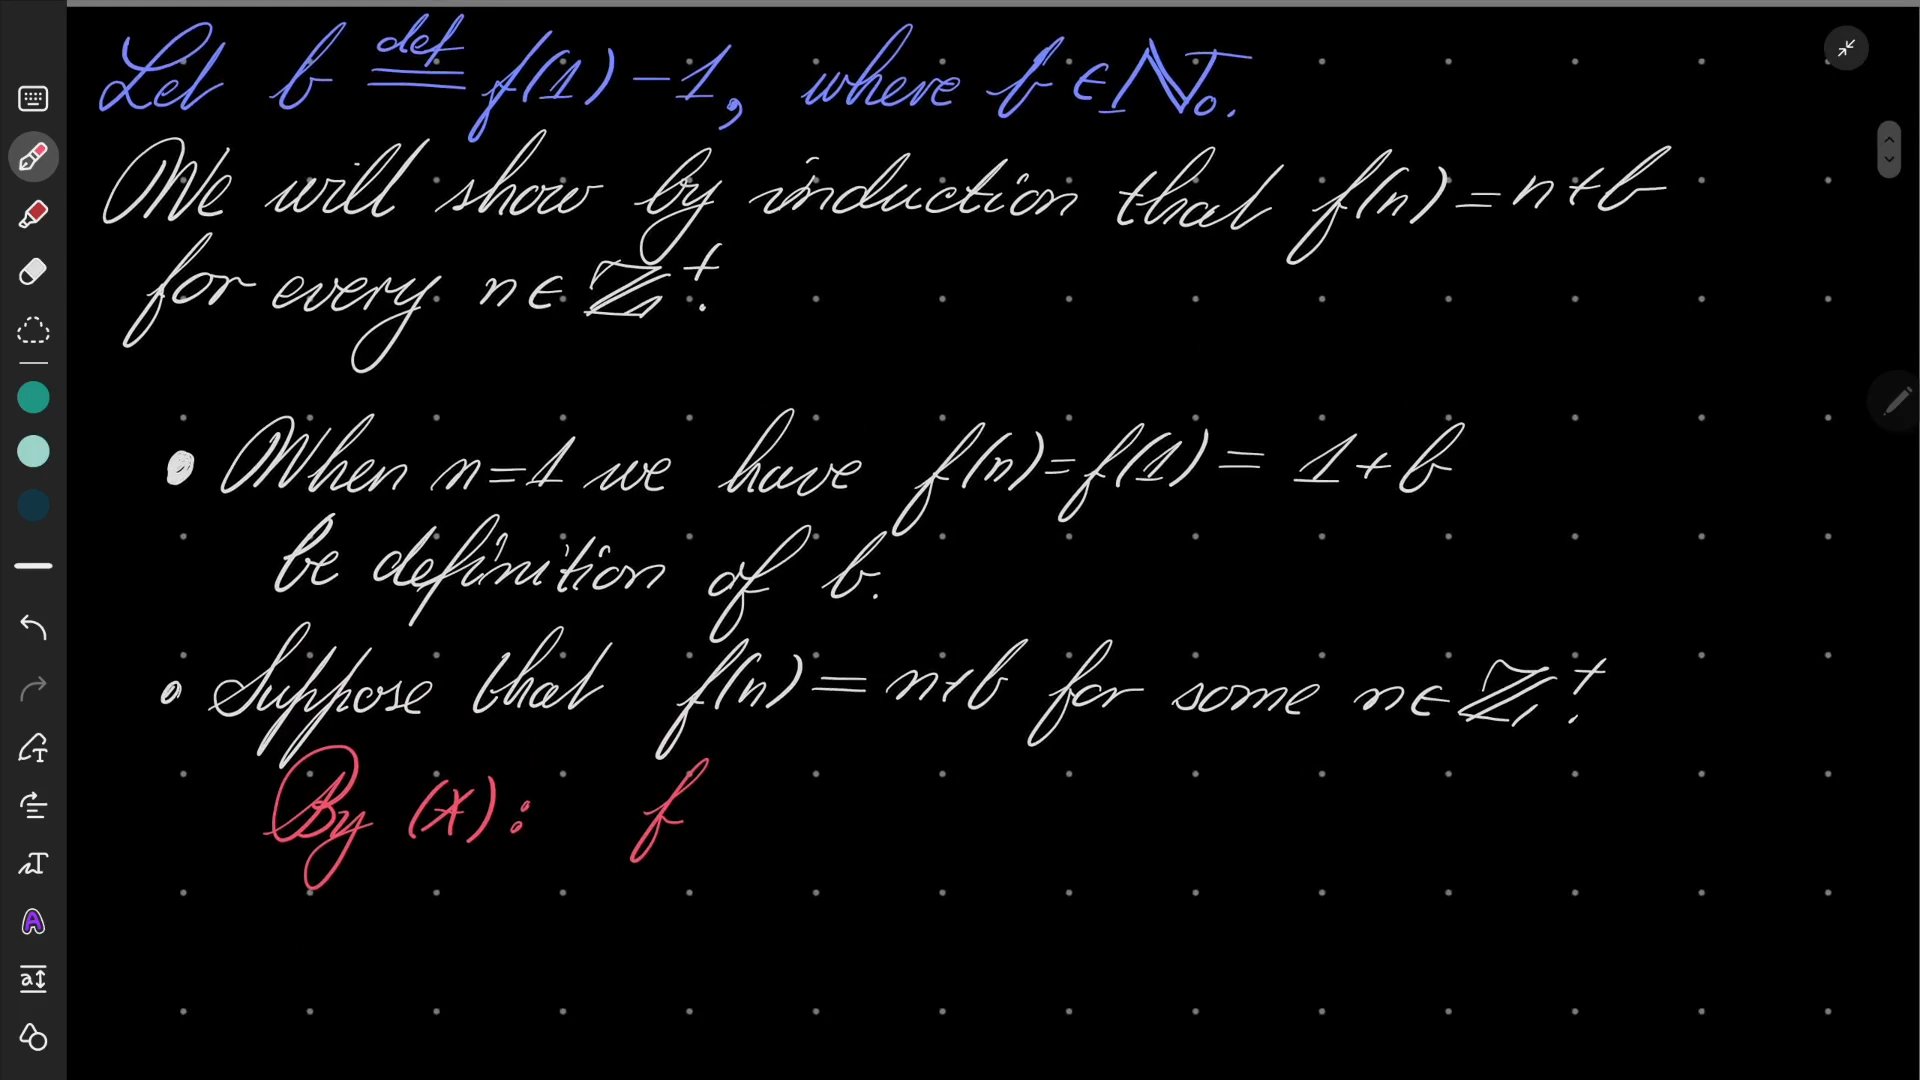 Let b def = f(1) - 1, where b ∈ ℕ₀.
We will show by induction that f(n) = n + b
for every n ∈ ℤ⁺.
• When n = 1 we have f(n) = f(1) = 1 + b
be definition of b.
• Suppose that f(n) = n + b for some n ∈ ℤ⁺.
By (*): f